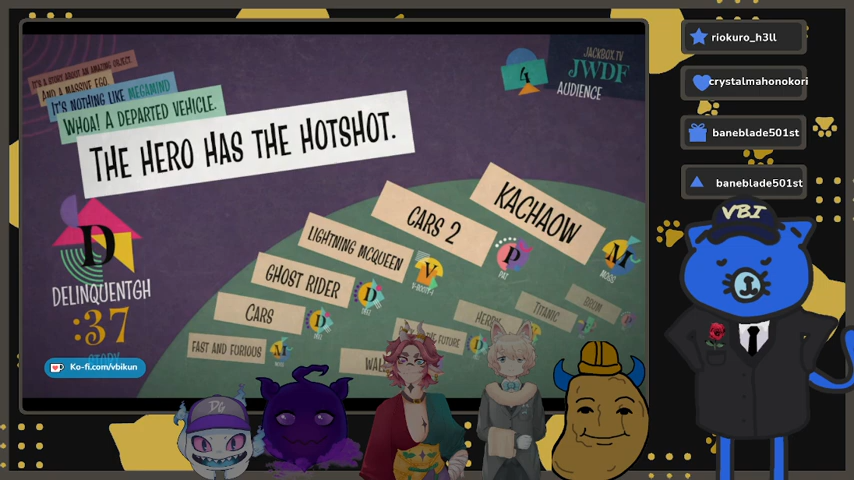 IT'S A STORY ABOUT AN AMAZING OBJECT
AND A MASSIVE EGO.
IT'S NOTHING LIKE MEGAMIND
WHOA! A DEPARTED VEHICLE.
THE HERO HAS THE HOTSHOT.
4
JACKBOX.TV
JWDF
AUDIENCE
D
DELINQUENTGH
:37
Ko-fi.com/vbikun
KACHAOW
M
CARS 2
P
LIGHTNING MCQUEEN
V
GHOST RIDER
D
CARS
D
FAST AND FURIOUS
M
TITANIC
FUTURE
DG
riokuro_h3ll
crystalmahonokori
baneblade501st
baneblade501st
VBI